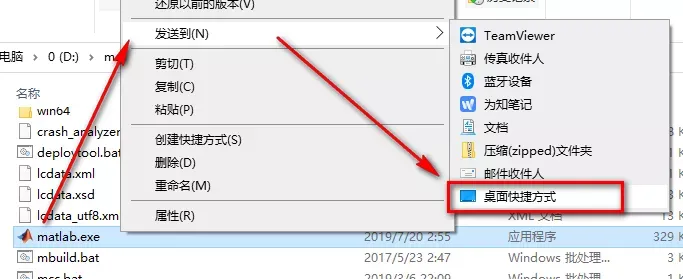 还原以前的版本(V)
发送到(N)
剪切(T)
复制(C)
粘贴(P)
创建快捷方式(S)
删除(D)
重命名(M)
属性(R)
TeamViewer
传真收件人
蓝牙设备
为知笔记
文档
压缩(zipped)文件夹
邮件收件人
桌面快捷方式
电脑 > 0 (D:) > m
名称
win64
crash_analyzer
deploytool.bat
lcdata.xml
lcdata.xsd
lcdata_utf8.xm
matlab.exe 2019/7/20 2:55 应用程序 329 K
mbuild.bat 2017/5/23 2:47 Windows 批处理...
mcc.bat 2019/3/6 22:09 Windows 批处理...